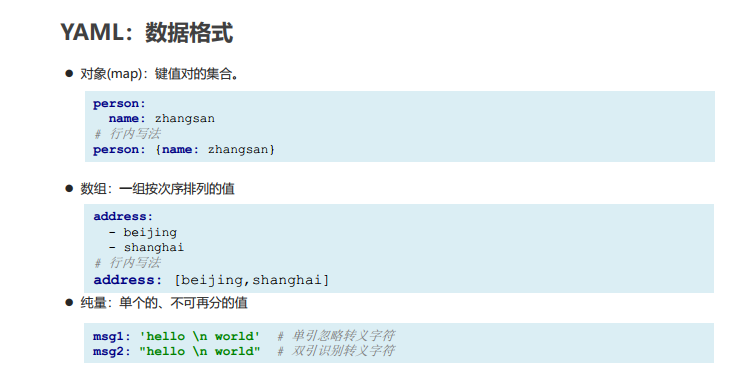 YAML：数据格式
● 对象(map)：键值对的集合。
person:
  name: zhangsan
# 行内写法
person: {name: zhangsan}
● 数组：一组按次序排列的值
address:
  - beijing
  - shanghai
# 行内写法
address: [beijing,shanghai]
● 纯量：单个的、不可再分的值
msg1: 'hello \n world'  # 单引忽略转义字符
msg2: "hello \n world"  # 双引识别转义字符